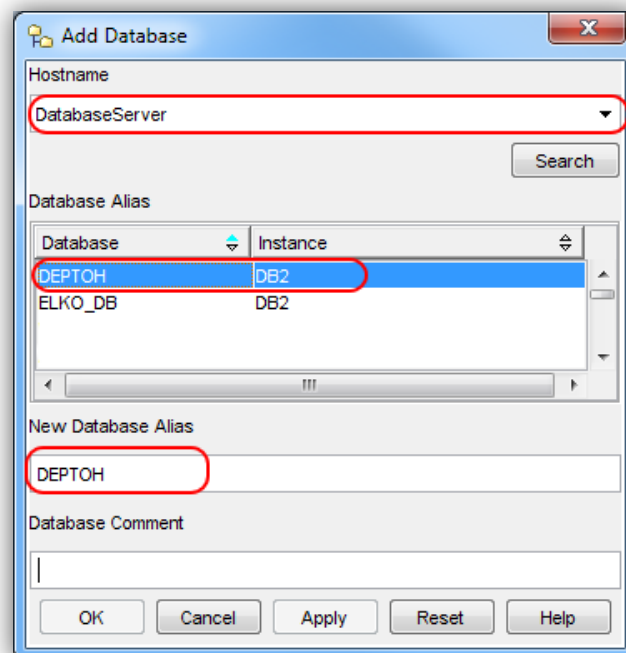 Add Database
Hostname
DatabaseServer
Search
Database Alias
Database Instance
DEPTOH DB2
ELKO_DB DB2
New Database Alias
DEPTOH
Database Comment
OK Cancel Apply Reset Help